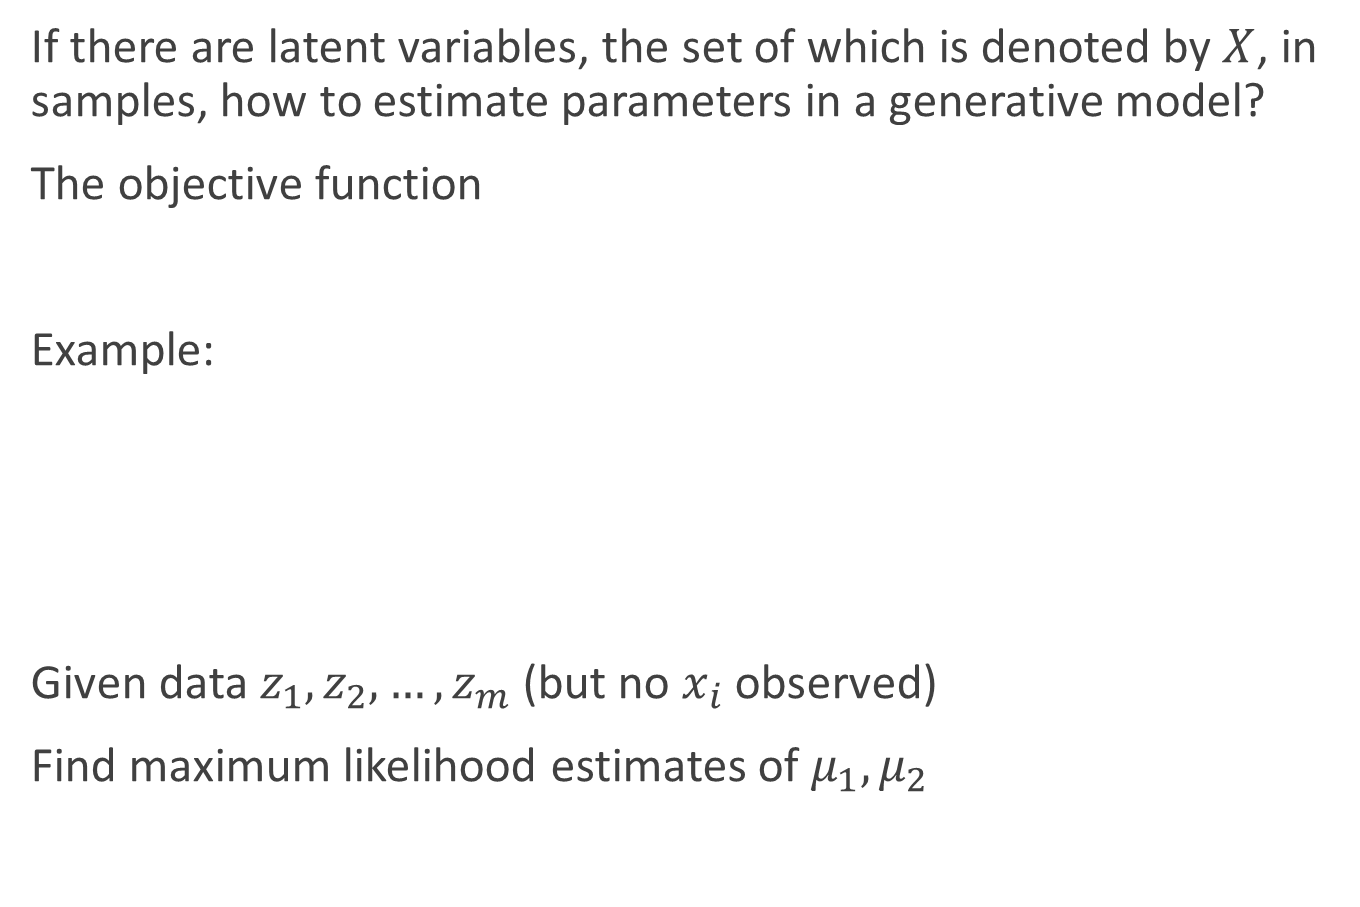 If there are latent variables, the set of which is denoted by X, in
samples, how to estimate parameters in a generative model?
The objective function
Example:
Given data z₁, z₂, … , zₘ (but no xᵢ observed)
Find maximum likelihood estimates of μ₁, μ₂